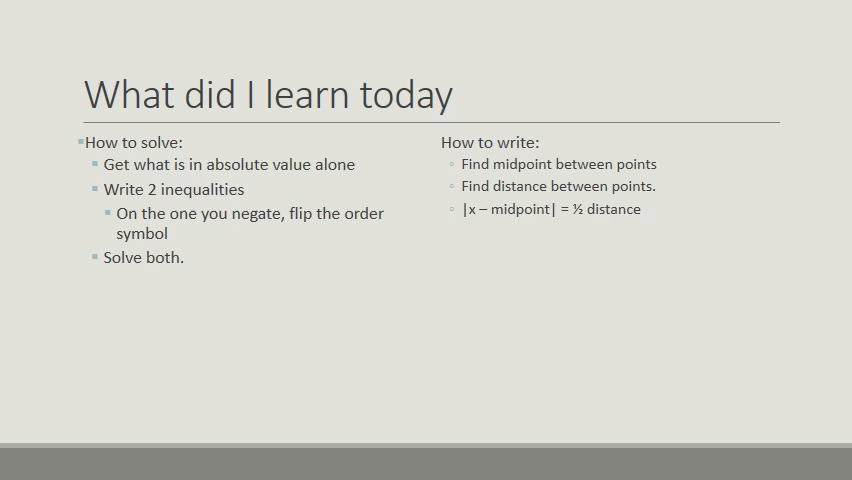 What did I learn today
How to solve:
Get what is in absolute value alone
Write 2 inequalities
On the one you negate, flip the order
symbol
Solve both.
How to write:
Find midpoint between points
Find distance between points.
|x – midpoint| = ½ distance